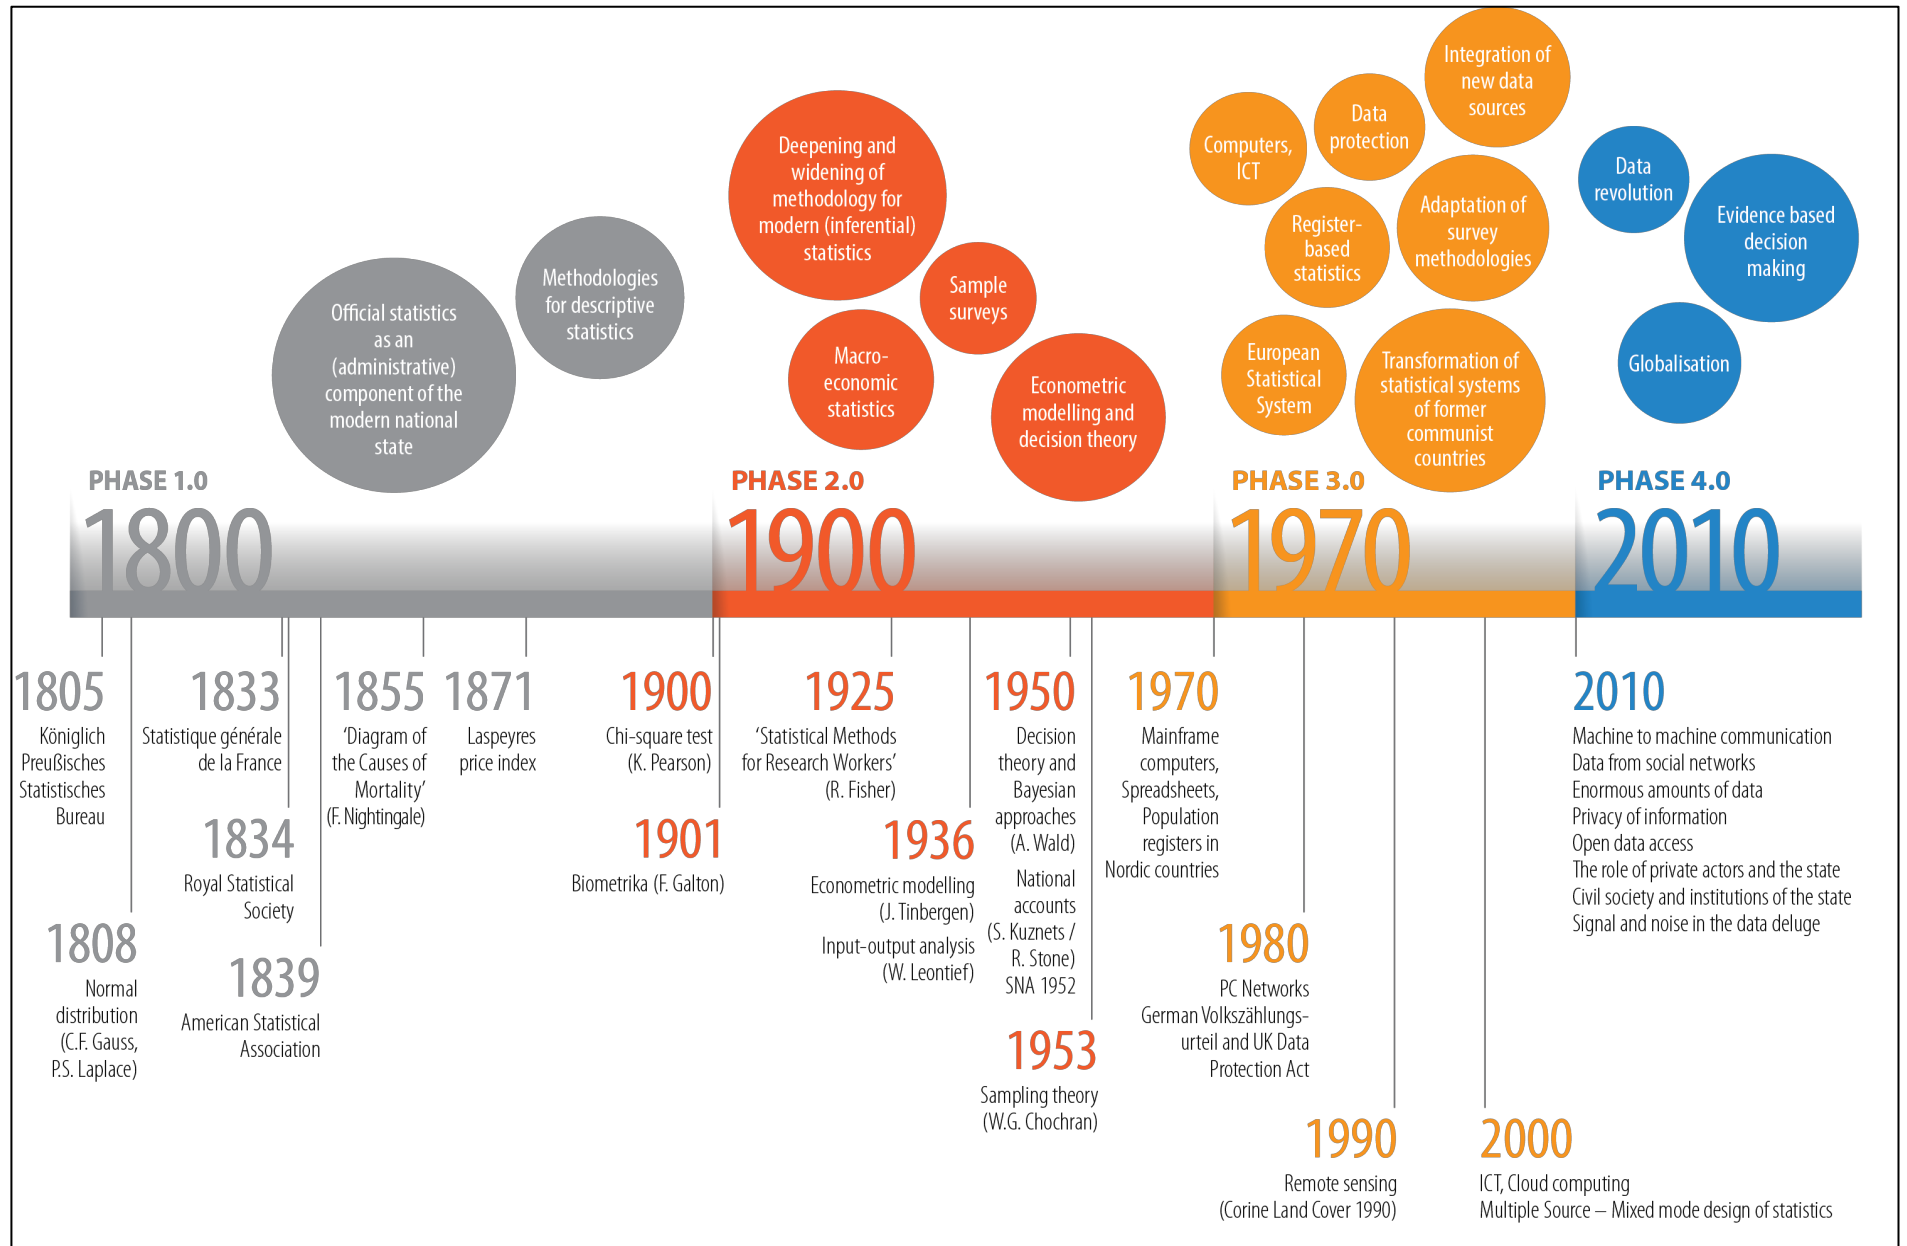 Official statistics
as an
(administrative)
component of the
modern national
state
Methodologies
for descriptive
statistics
Deepening and
widening of
methodology for
modern (inferential)
statistics
Sample
surveys
Macro-
economic
statistics
Econometric
modelling and
decision theory
Computers,
ICT
Data
protection
Integration of
new data
sources
Register-
based
statistics
Adaptation of
survey
methodologies
European
Statistical
System
Transformation of
statistical systems
of former
communist
countries
Data
revolution
Evidence based
decision
making
Globalisation
PHASE 1.0
1800
PHASE 2.0
1900
PHASE 3.0
1970
PHASE 4.0
2010
1805
Königlich
Preußisches
Statistisches
Bureau
1808
Normal
distribution
(C.F. Gauss,
P.S. Laplace)
1833
Statistique générale
de la France
1834
Royal Statistical
Society
1839
American Statistical
Association
1855
‘Diagram of
the Causes of
Mortality’
(F. Nightingale)
1871
Laspeyres
price index
1900
Chi-square test
(K. Pearson)
1901
Biometrika (F. Galton)
1925
‘Statistical Methods
for Research Workers’
(R. Fisher)
1936
Econometric modelling
(J. Tinbergen)
Input-output analysis
(W. Leontief)
1950
Decision
theory and
Bayesian
approaches
(A. Wald)
National
accounts
(S. Kuznets /
R. Stone)
SNA 1952
1953
Sampling theory
(W.G. Chochran)
1970
Mainframe
computers,
Spreadsheets,
Population
registers in
Nordic countries
1980
PC Networks
German Volkszählungs-
urteil and UK Data
Protection Act
1990
Remote sensing
(Corine Land Cover 1990)
2000
ICT, Cloud computing
Multiple Source – Mixed mode design of statistics
2010
Machine to machine communication
Data from social networks
Enormous amounts of data
Privacy of information
Open data access
The role of private actors and the state
Civil society and institutions of the state
Signal and noise in the data deluge